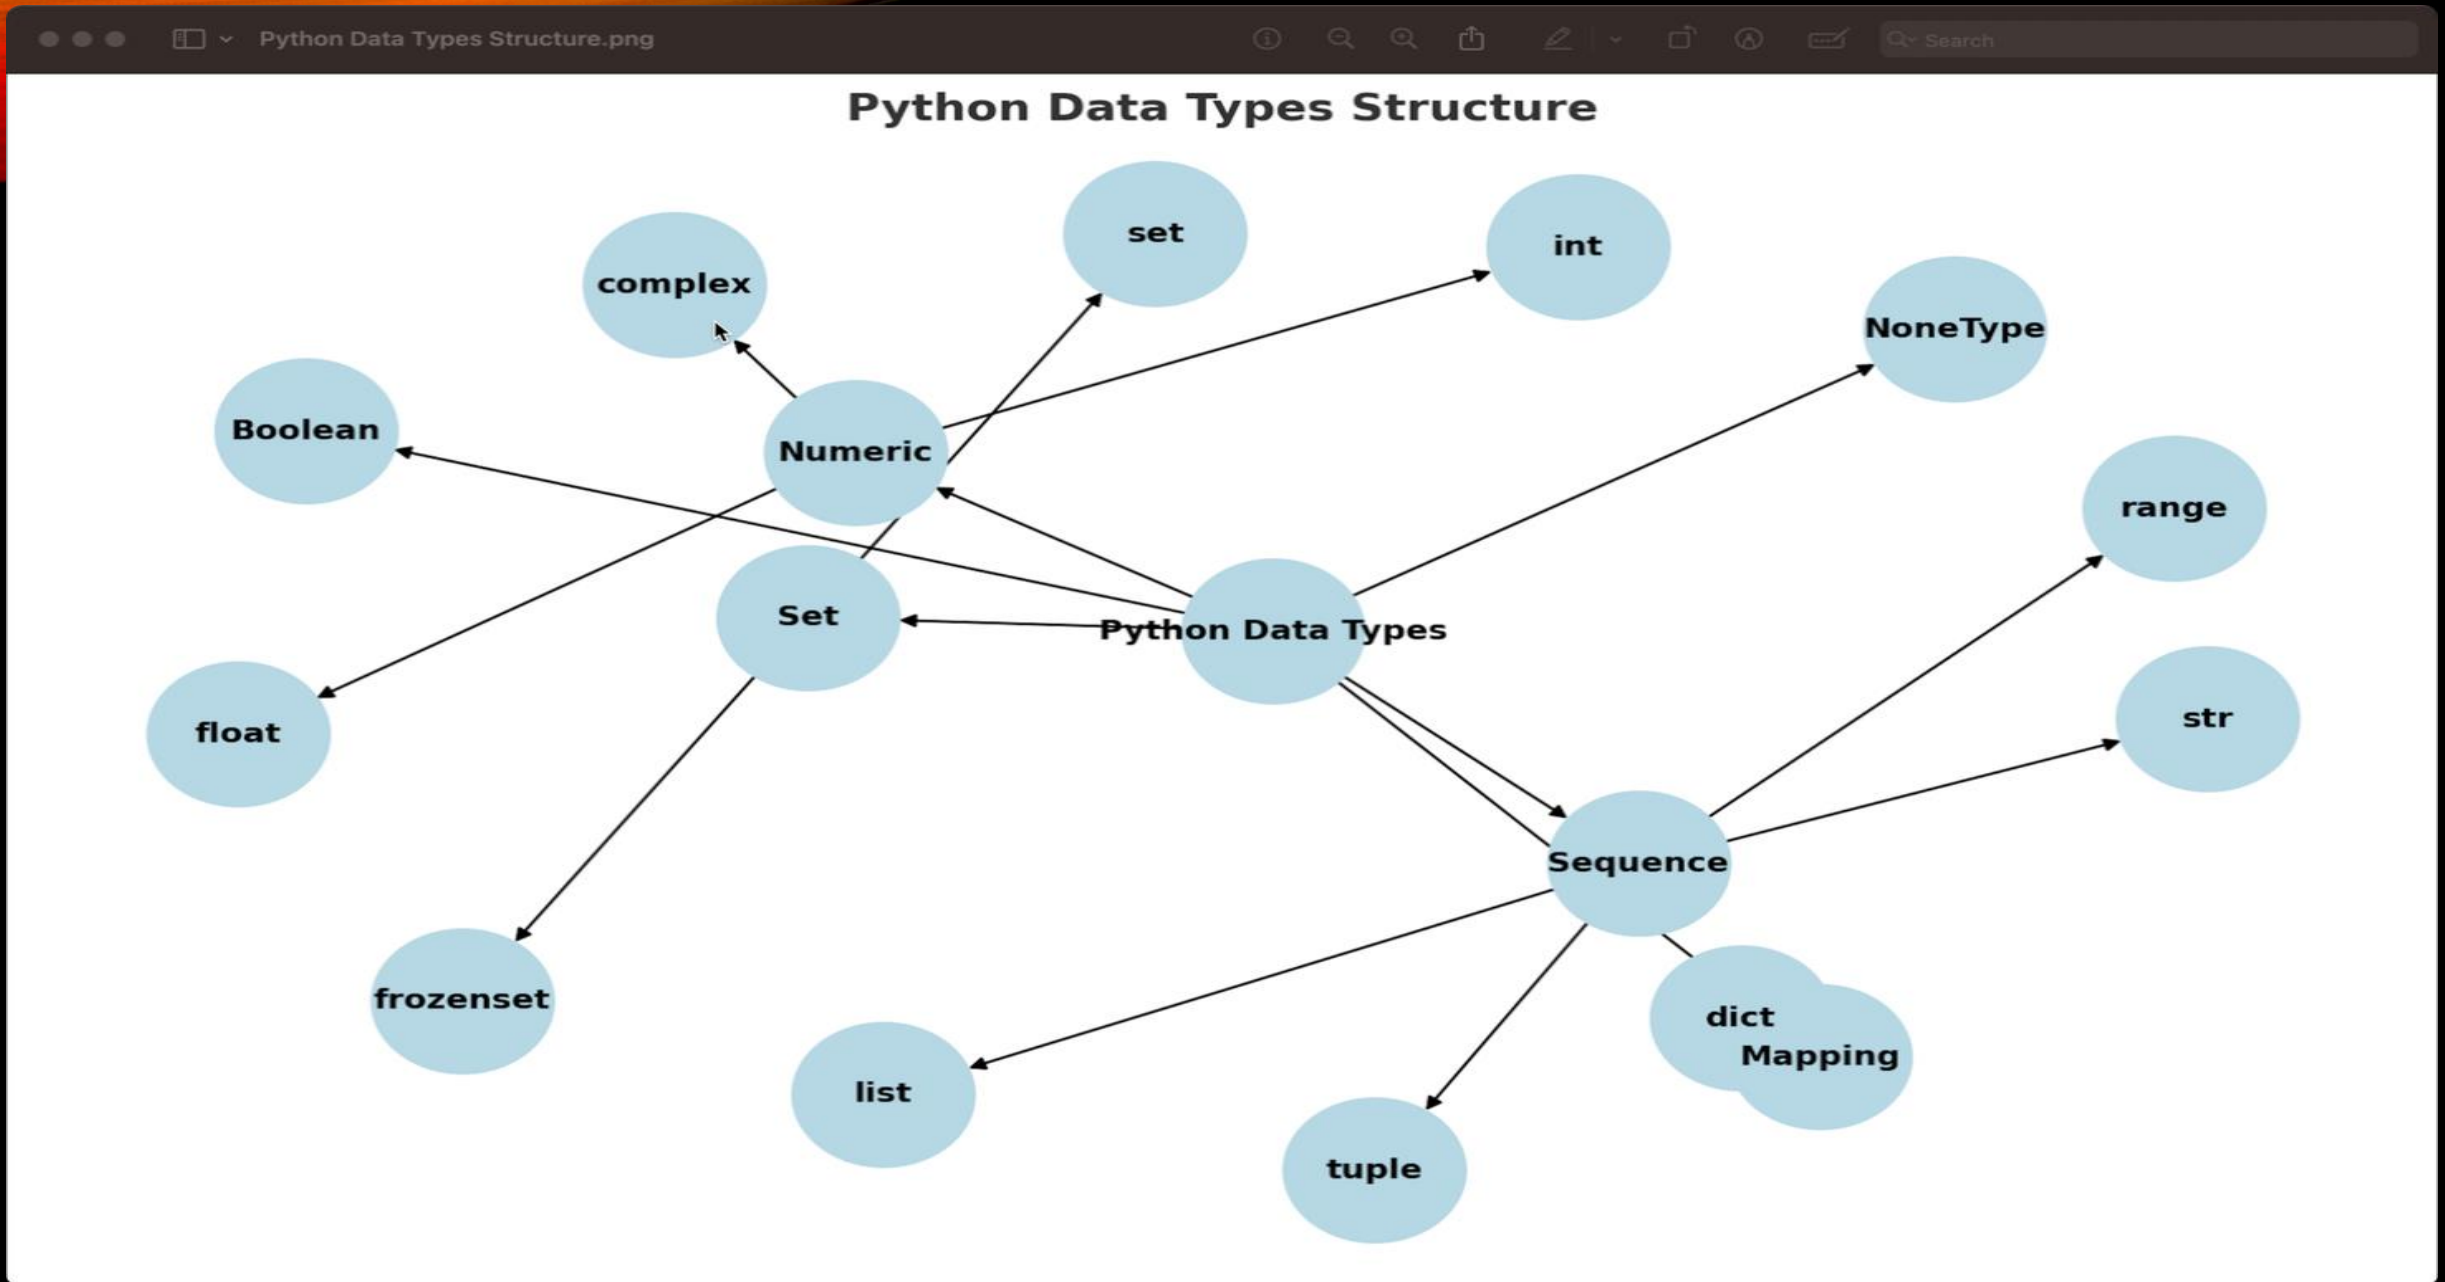 Python Data Types Structure.png
Search
Python Data Types Structure
set
int
complex
NoneType
Boolean
Numeric
range
Set
Python Data Types
str
float
Sequence
frozenset
dict
Mapping
list
tuple